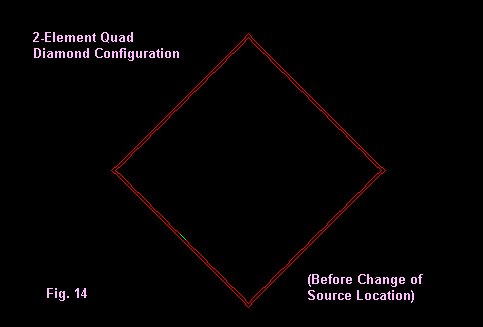 2-Element Quad
Diamond Configuration
(Before Change of
Source Location)
Fig. 14